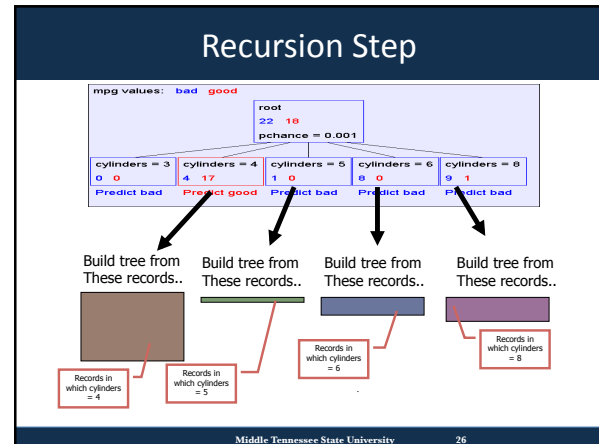 Recursion Step
mpg values: bad good
root
22 18
pchance = 0.001
cylinders = 3 cylinders = 4 cylinders = 5 cylinders = 6 cylinders = 8
0 0 4 17 1 0 8 0 9 1
Predict bad Predict good Predict bad Predict bad Predict bad
Build tree from
These records..
Build tree from
These records..
Build tree from
These records..
Build tree from
These records..
Records in
which cylinders
= 4
Records in
which cylinders
= 5
Records in
which cylinders
= 6
Records in
which cylinders
= 8
Middle Tennessee State University 26